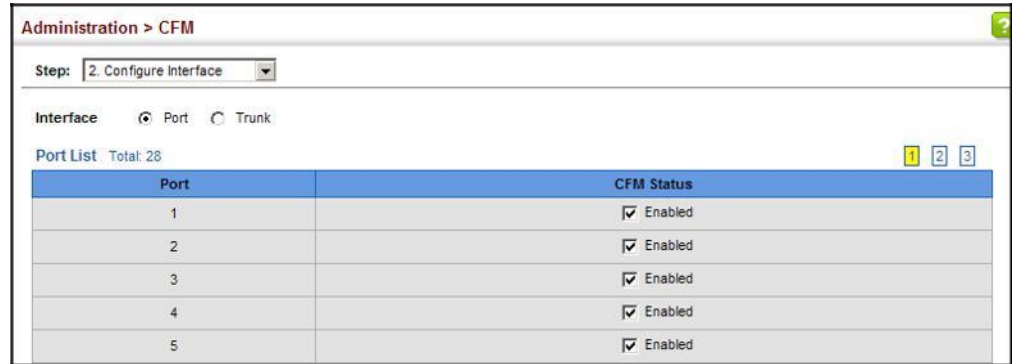 Administration > CFM
?
Step: 2. Configure Interface
Interface Port Trunk
Port List Total: 28 1 2 3
Port CFM Status
1 Enabled
2 Enabled
3 Enabled
4 Enabled
5 Enabled